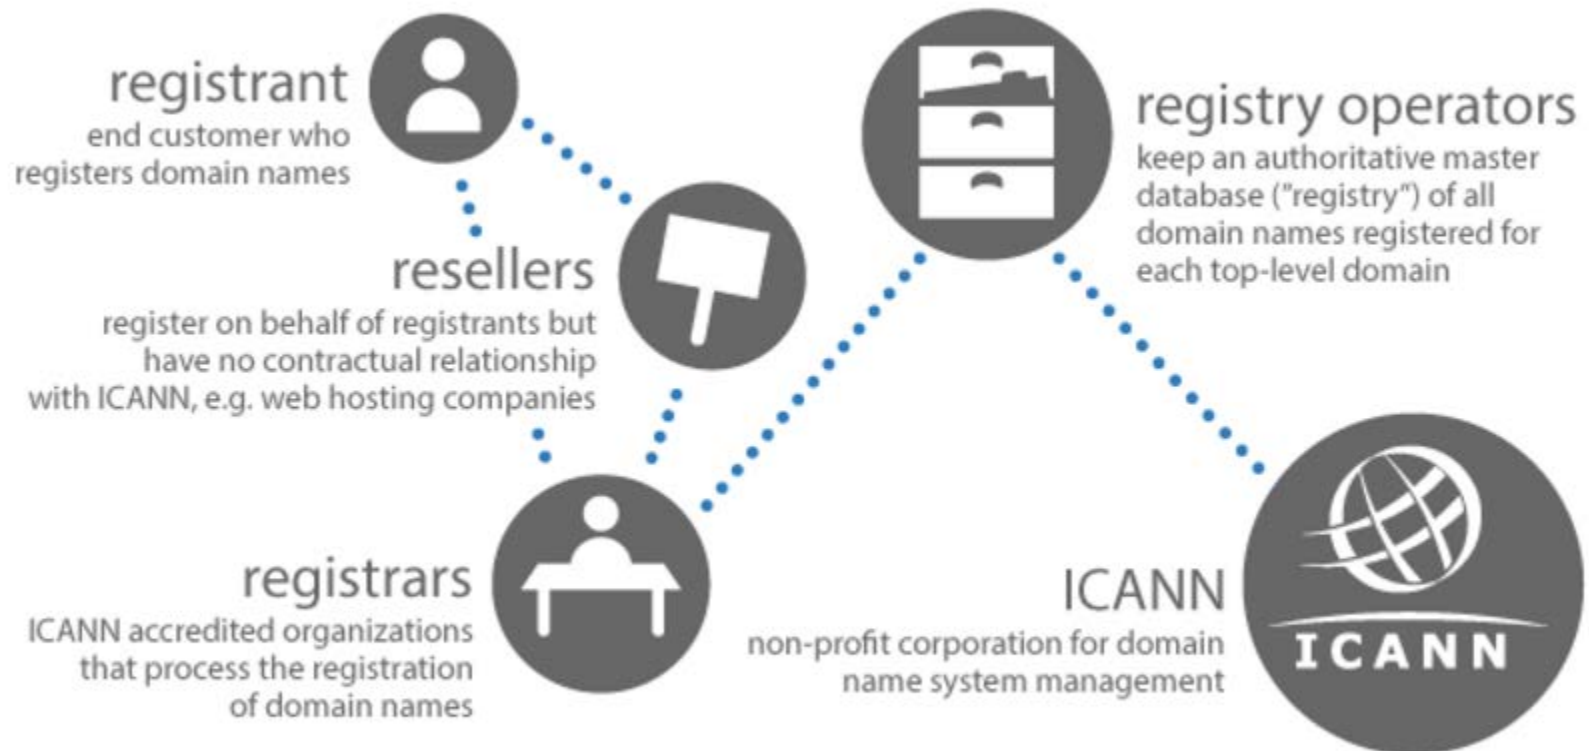 registrant
end customer who
registers domain names
resellers
register on behalf of registrants but
have no contractual relationship
with ICANN, e.g. web hosting companies
registrars
ICANN accredited organizations
that process the registration
of domain names
registry operators
keep an authoritative master
database ("registry") of all
domain names registered for
each top-level domain
ICANN
non-profit corporation for domain
name system management
ICANN